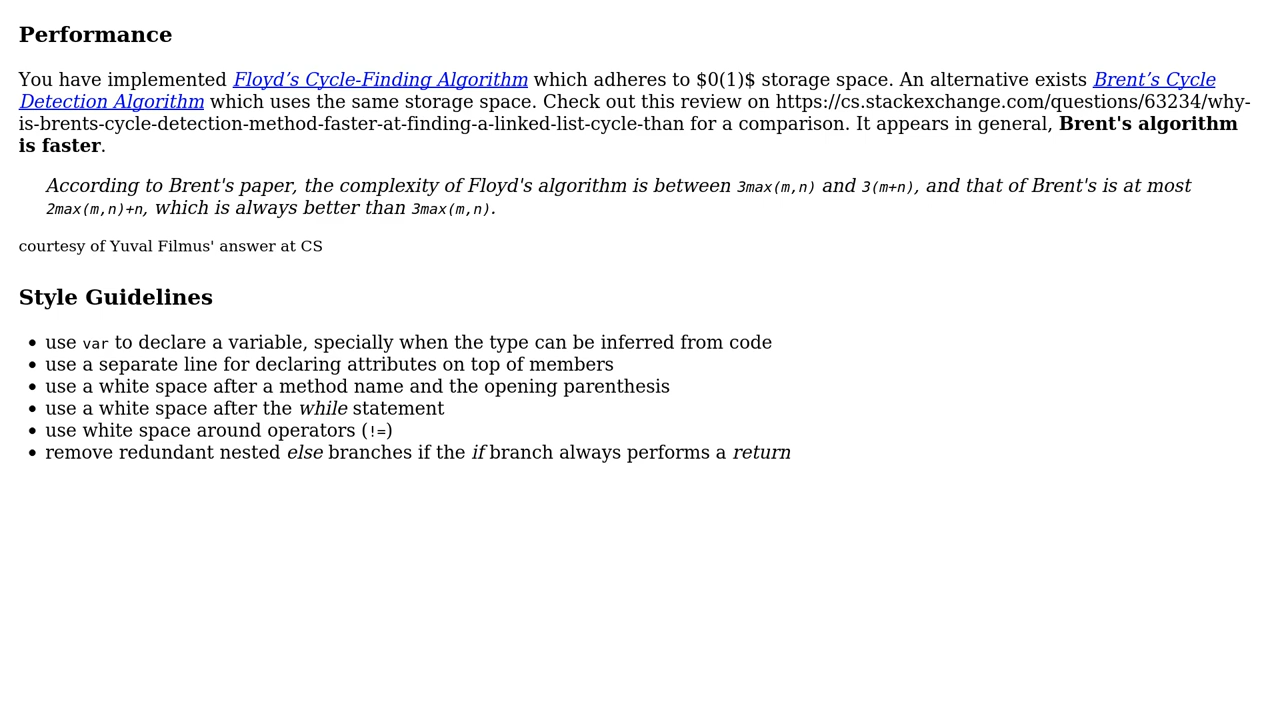 Performance
You have implemented Floyd’s Cycle-Finding Algorithm which adheres to $0(1)$ storage space. An alternative exists Brent’s Cycle
Detection Algorithm which uses the same storage space. Check out this review on https://cs.stackexchange.com/questions/63234/why-
is-brents-cycle-detection-method-faster-at-finding-a-linked-list-cycle-than for a comparison. It appears in general, Brent's algorithm
is faster.
According to Brent's paper, the complexity of Floyd's algorithm is between 3max(m,n) and 3(m+n), and that of Brent's is at most
2max(m,n)+n, which is always better than 3max(m,n).
courtesy of Yuval Filmus' answer at CS
Style Guidelines
• use var to declare a variable, specially when the type can be inferred from code
• use a separate line for declaring attributes on top of members
• use a white space after a method name and the opening parenthesis
• use a white space after the while statement
• use white space around operators (!=)
• remove redundant nested else branches if the if branch always performs a return